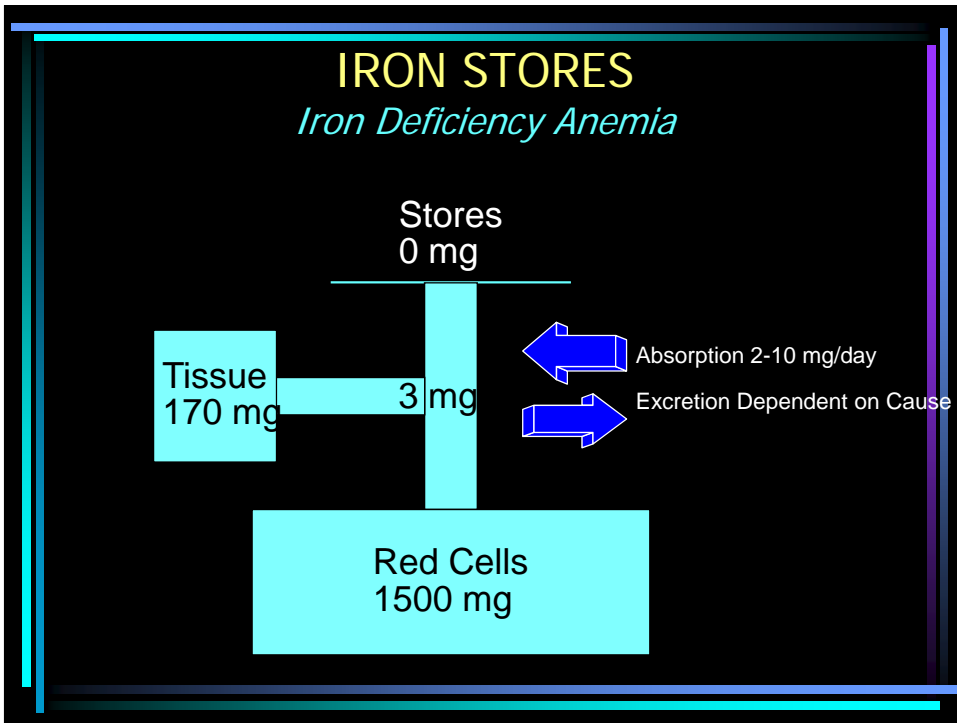 IRON STORES
Iron Deficiency Anemia
Stores
0 mg
Tissue
170 mg
3 mg
Absorption 2-10 mg/day
Excretion Dependent on Cause
Red Cells
1500 mg